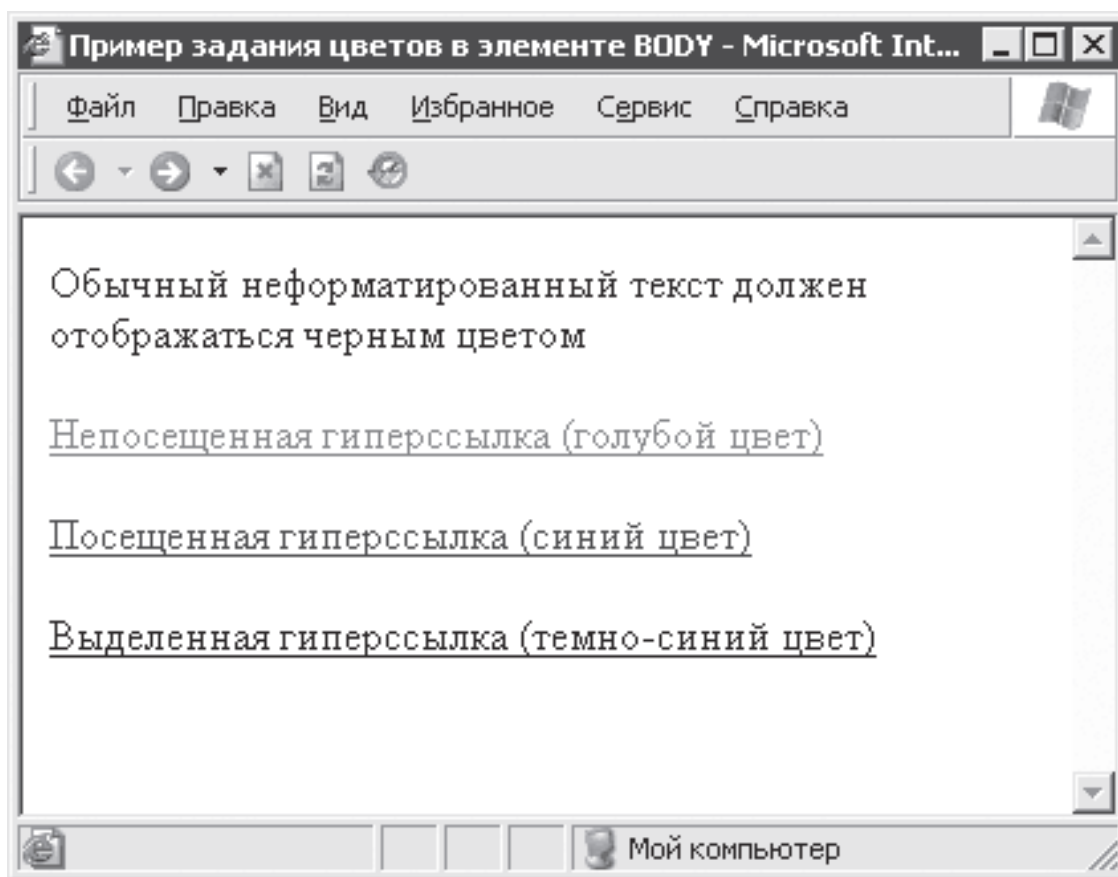 Пример задания цветов в элементе BODY - Microsoft Int...
Файл Правка Вид Избранное Сервис Справка
Обычный неформатированный текст должен
отображаться черным цветом
Непосещенная гиперссылка (голубой цвет)
Посещенная гиперссылка (синий цвет)
Выделенная гиперссылка (темно-синий цвет)
Мой компьютер